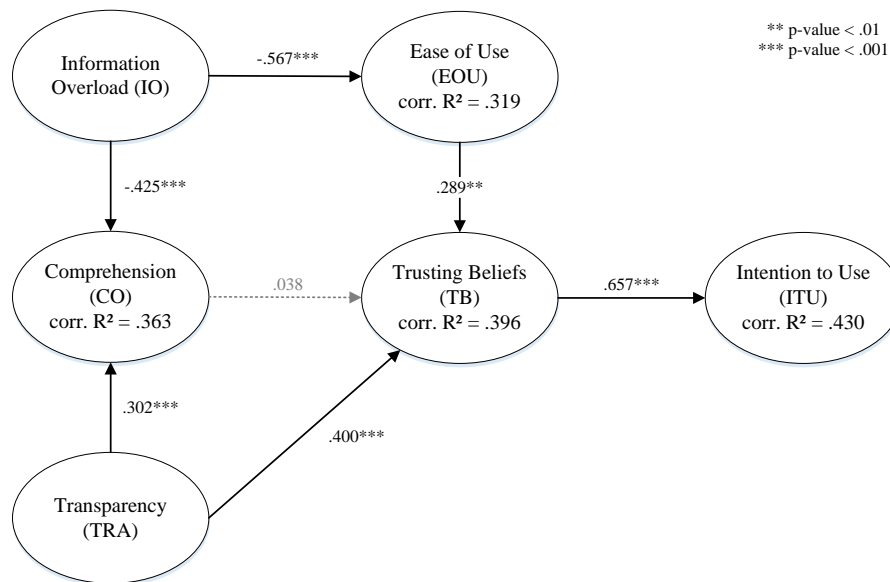 Information
Overload (IO)
-.567***
Ease of Use
(EOU)
corr. R² = .319
** p-value < .01
*** p-value < .001
-.425***
.289**
Comprehension
(CO)
corr. R² = .363
.038
Trusting Beliefs
(TB)
corr. R² = .396
.657***
Intention to Use
(ITU)
corr. R² = .430
.302***
.400***
Transparency
(TRA)